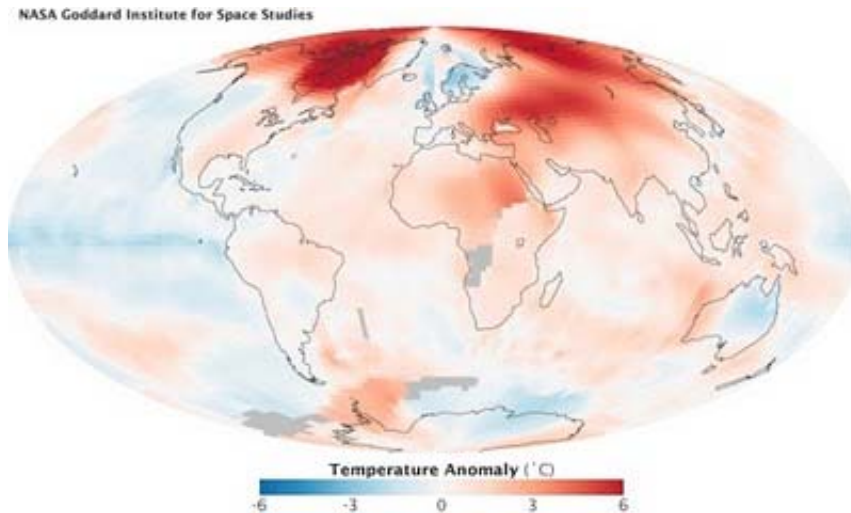 NASA Goddard Institute for Space Studies
Temperature Anomaly (˚C)
-6 -3 0 3 6